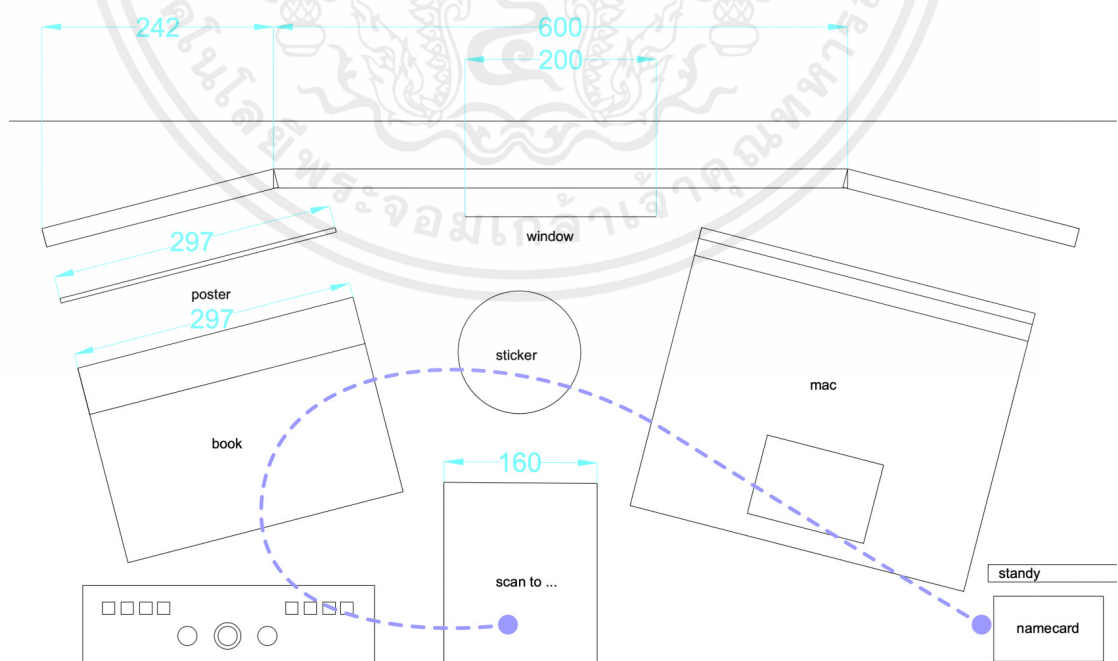 242
600
200
window
297
poster
297
sticker
mac
book
160
scan to ...
standy
namecard